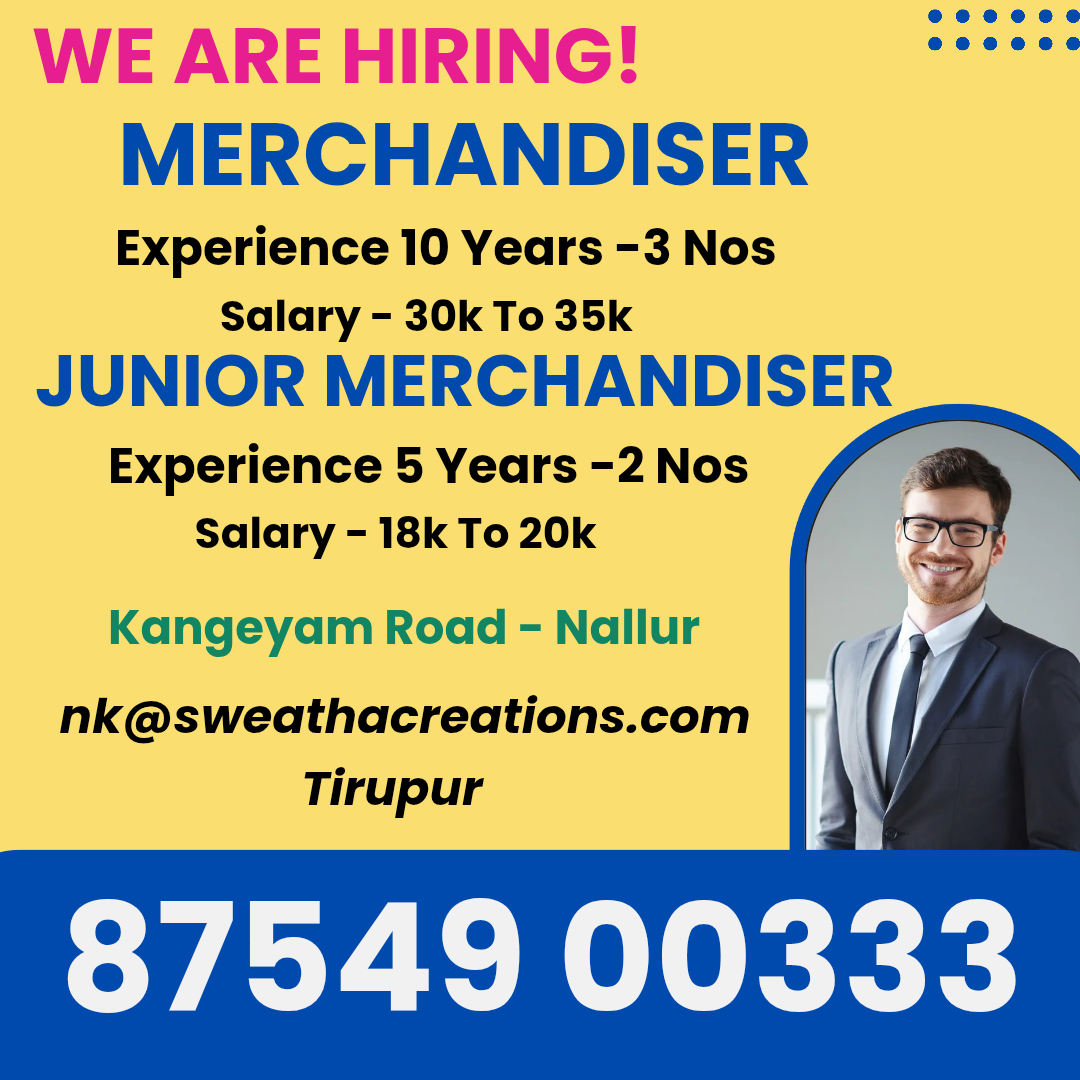 WE ARE HIRING!
MERCHANDISER
Experience 10 Years -3 Nos
Salary - 30k To 35k
JUNIOR MERCHANDISER
Experience 5 Years -2 Nos
Salary - 18k To 20k
Kangeyam Road - Nallur
nk@sweathacreations.com
Tirupur
87549 00333